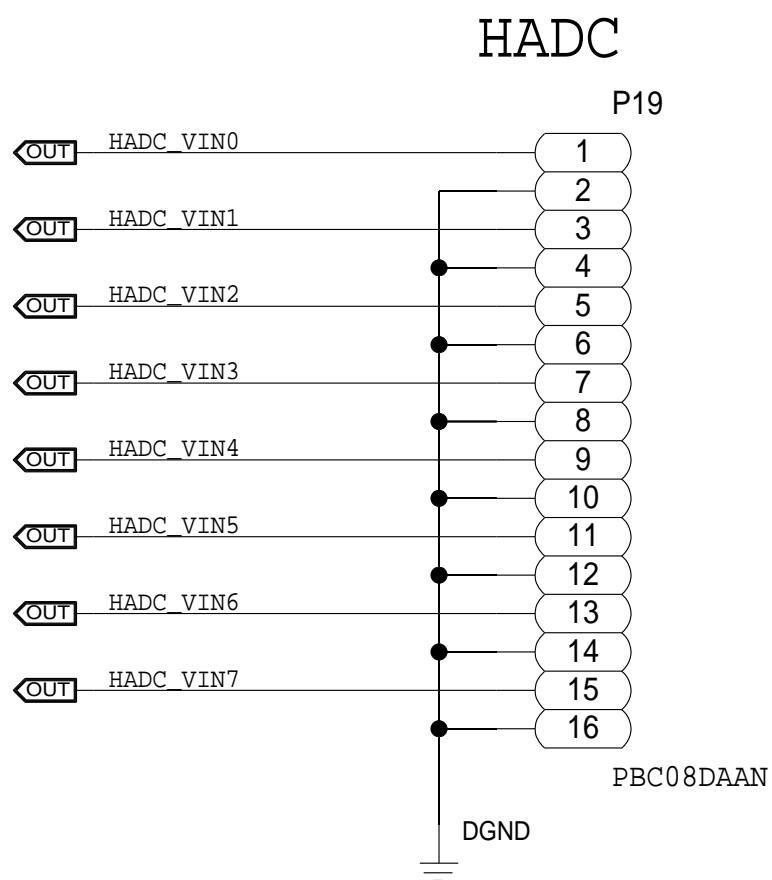 HADC
P19
OUT HADC_VIN0 1
2
OUT HADC_VIN1 3
4
OUT HADC_VIN2 5
6
OUT HADC_VIN3 7
8
OUT HADC_VIN4 9
10
OUT HADC_VIN5 11
12
OUT HADC_VIN6 13
14
OUT HADC_VIN7 15
16
PBC08DAAN
DGND